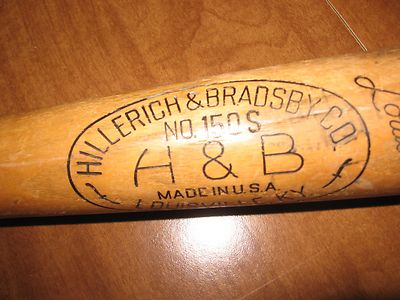 HILLERICH & BRADSBY CO.
NO. 150 S
H & B
MADE IN U.S.A
LOUISVILLE KY.